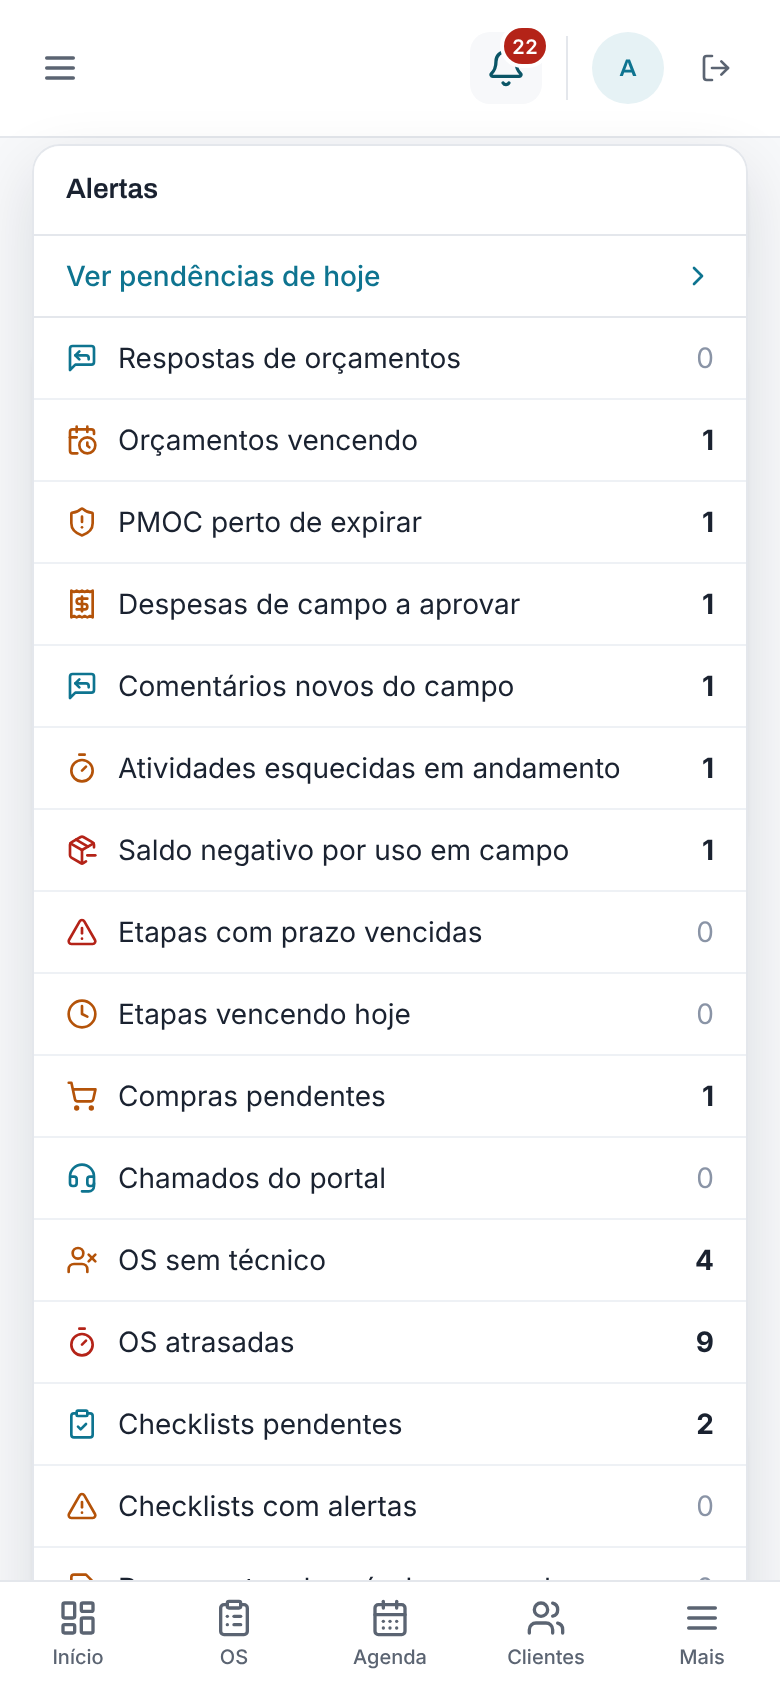 22
A
Alertas
Ver pendências de hoje
Respostas de orçamentos 0
Orçamentos vencendo 1
PMOC perto de expirar 1
Despesas de campo a aprovar 1
Comentários novos do campo 1
Atividades esquecidas em andamento 1
Saldo negativo por uso em campo 1
Etapas com prazo vencidas 0
Etapas vencendo hoje 0
Compras pendentes 1
Chamados do portal 0
OS sem técnico 4
OS atrasadas 9
Checklists pendentes 2
Checklists com alertas 0
Início OS Agenda Clientes Mais